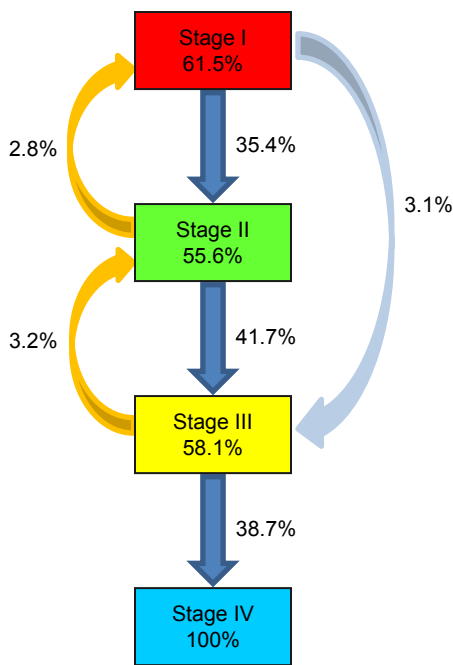 Stage I
61.5%
2.8%
35.4%
3.1%
Stage II
55.6%
3.2%
41.7%
Stage III
58.1%
38.7%
Stage IV
100%